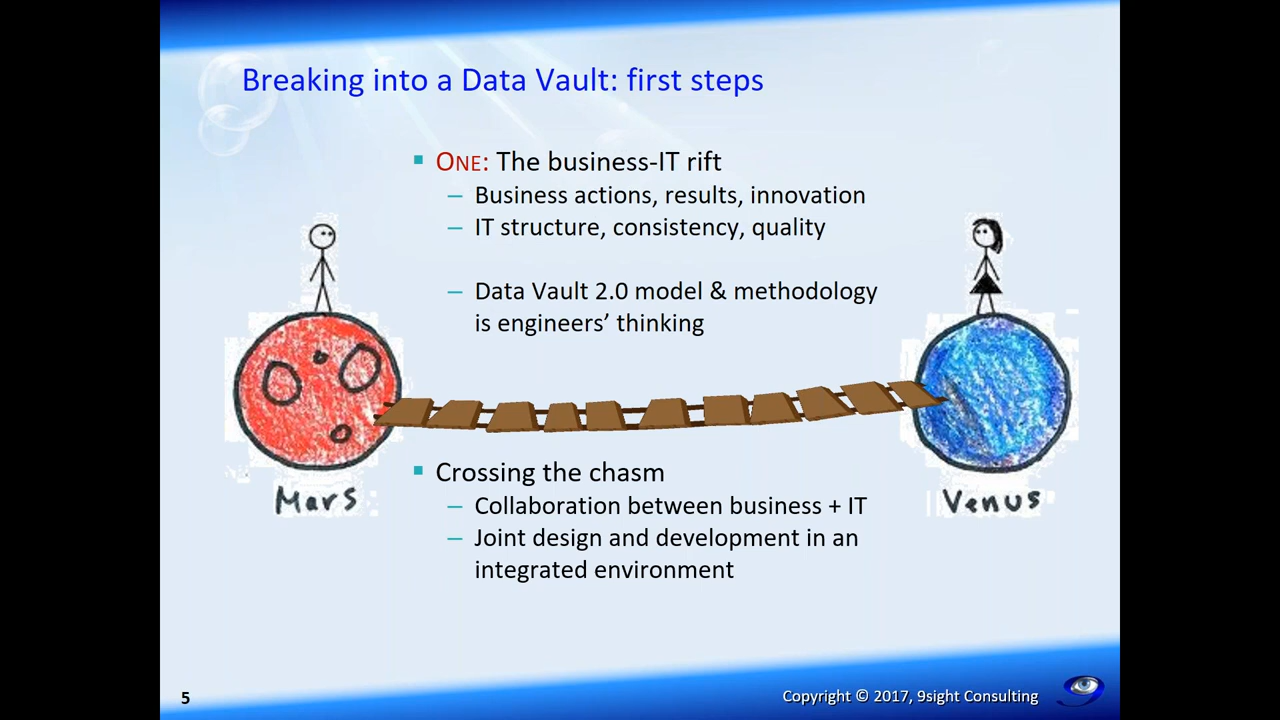 Breaking into a Data Vault: first steps
▪ ONE: The business-IT rift
– Business actions, results, innovation
– IT structure, consistency, quality
– Data Vault 2.0 model & methodology
is engineers’ thinking
▪ Crossing the chasm
– Collaboration between business + IT
– Joint design and development in an
integrated environment
Mars
Venus
5
Copyright © 2017, 9sight Consulting